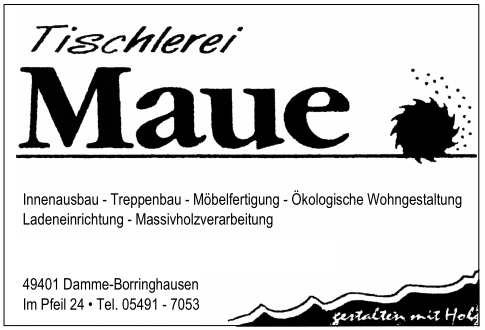 Tischlerei
Maue
Innenausbau - Treppenbau - Möbelfertigung - Ökologische Wohngestaltung
Ladeneinrichtung - Massivholzverarbeitung
49401 Damme-Borringhausen
Im Pfeil 24 • Tel. 05491 - 7053
gestalten mit Holz